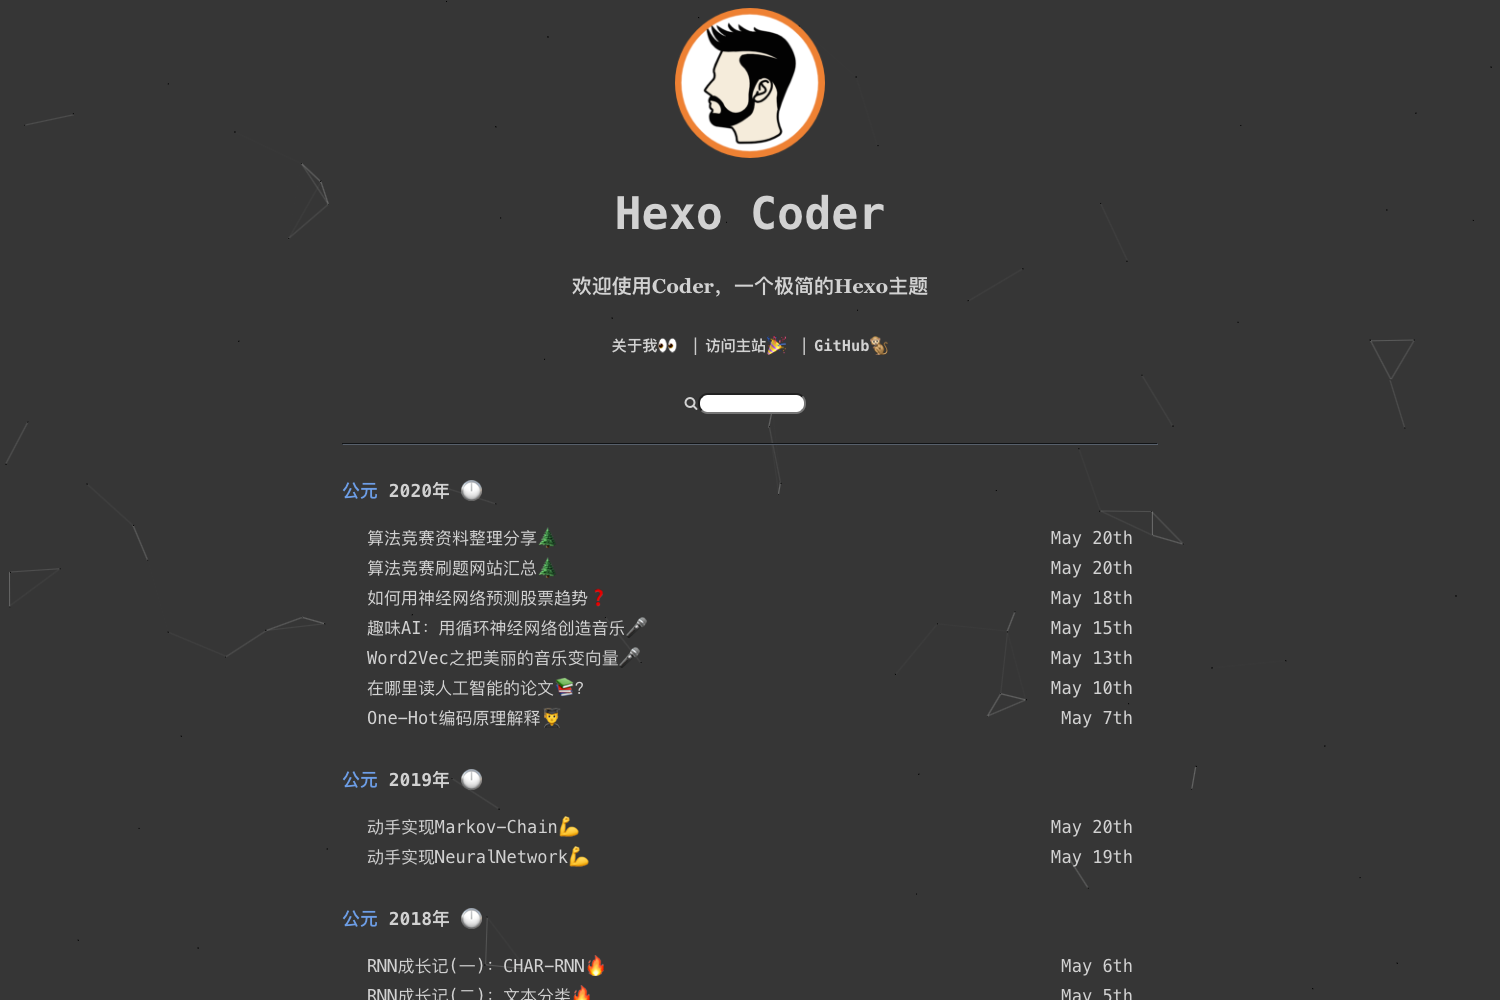 Hexo Coder
欢迎使用Coder，一个极简的Hexo主题
关于我👀 | 访问主站🎉 | GitHub🐒
公元 2020年 🕛
算法竞赛资料整理分享🌲 May 20th
算法竞赛刷题网站汇总🌲 May 20th
如何用神经网络预测股票趋势❓ May 18th
趣味AI：用循环神经网络创造音乐🎤 May 15th
Word2Vec之把美丽的音乐变向量🎤 May 13th
在哪里读人工智能的论文📚? May 10th
One-Hot编码原理解释👨‍🎓 May 7th
公元 2019年 🕛
动手实现Markov-Chain💪 May 20th
动手实现NeuralNetwork💪 May 19th
公元 2018年 🕛
RNN成长记(一)：CHAR-RNN🔥 May 6th
RNN成长记(二)：文本分类🔥 May 5th